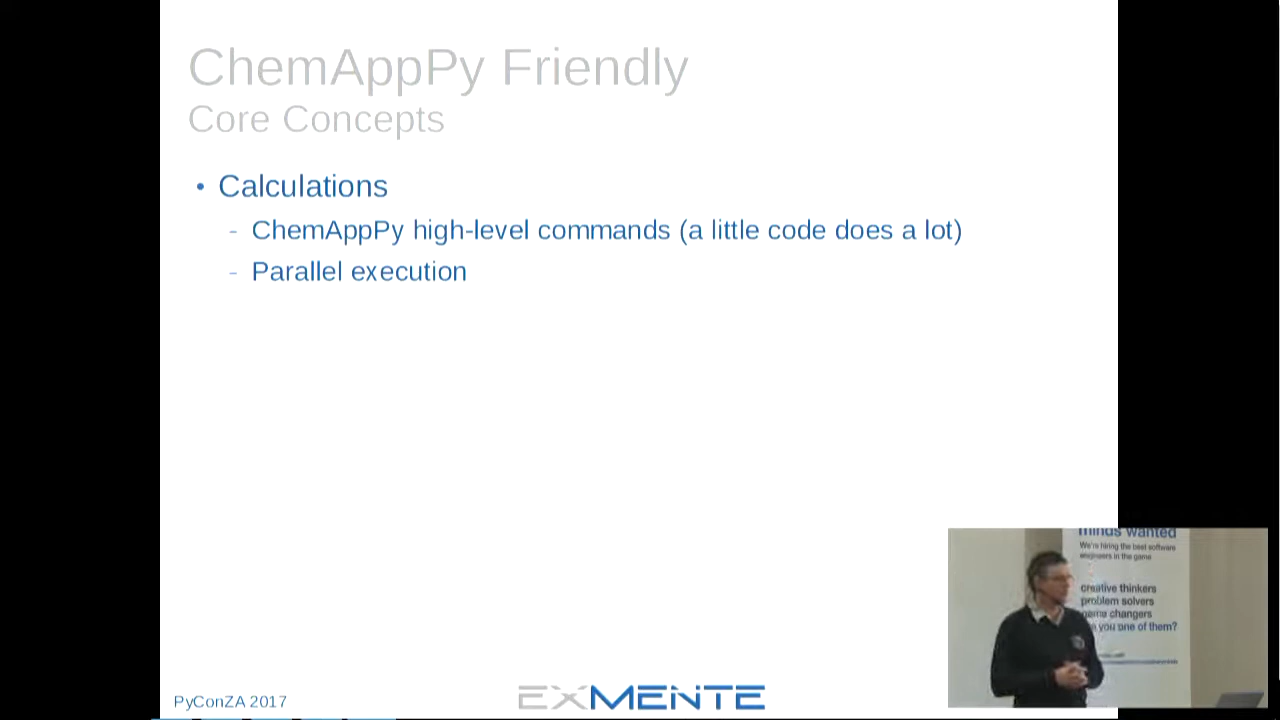 ChemAppPy Friendly
Core Concepts
• Calculations
- ChemAppPy high-level commands (a little code does a lot)
- Parallel execution
PyConZA 2017
EXMENTE
minds wanted
We're hiring the best software
engineers in the game
creative thinkers
problem solvers
game changers
you one of them?